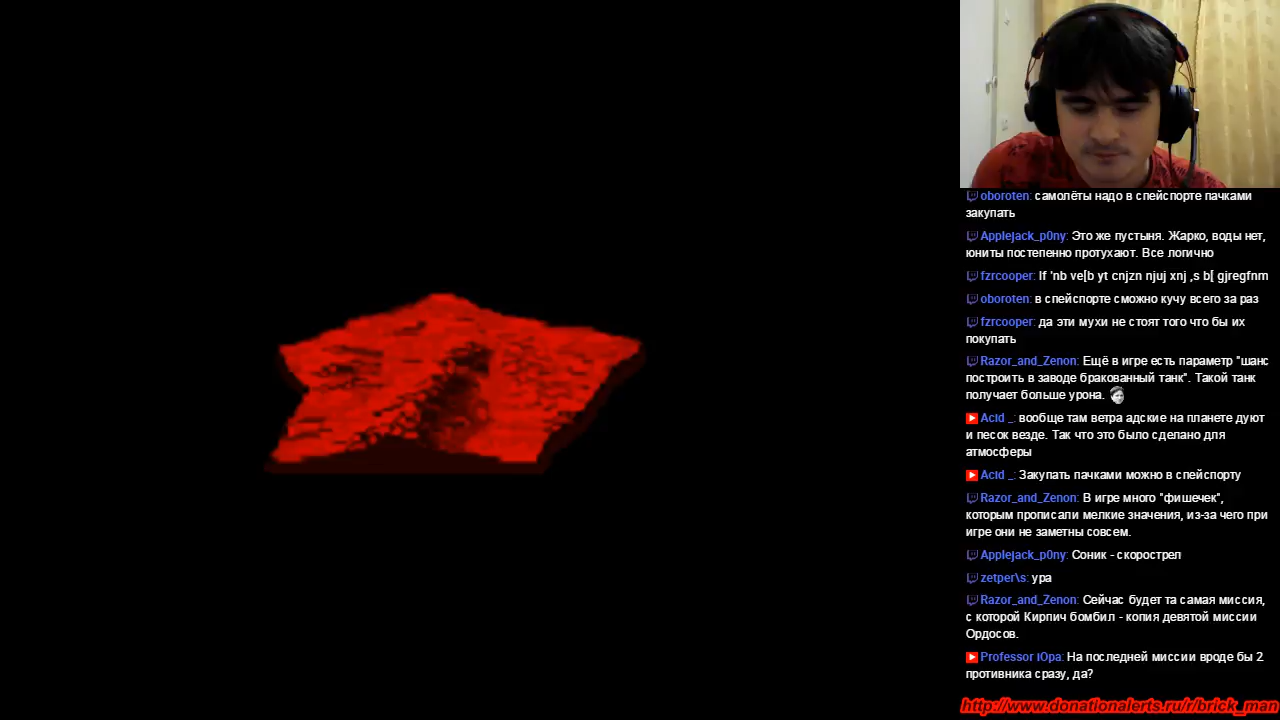 oboroten: самолёты надо в спейспорте пачками
закупать
Applejack_p0ny: Это же пустыня. Жарко, воды нет,
юниты постепенно протухают. Все логично
fzrcooper: If 'nb ve[b yt cnjzn njuj xnj ,s b[ gjregfnm
oboroten: в спейспорте сможно кучу всего за раз
fzrcooper: да эти мухи не стоят того что бы их
покупать
Razor_and_Zenon: Ещё в игре есть параметр "шанс
построить в заводе бракованный танк". Такой танк
получает больше урона.
Acid _: вообще там ветра адские на планете дуют
и песок везде. Так что это было сделано для
атмосферы
Acid _: Закупать пачками можно в спейспорту
Razor_and_Zenon: В игре много "фишечек",
которым прописали мелкие значения, из-за чего при
игре они не заметны совсем.
Applejack_p0ny: Соник - скорострел
zetper\s: ура
Razor_and_Zenon: Сейчас будет та самая миссия,
с которой Кирпич бомбил - копия девятой миссии
Ордосов.
Professor iOpa: На последней миссии вроде бы 2
противника сразу, да?
http://www.donationalerts.ru/r/brick_man